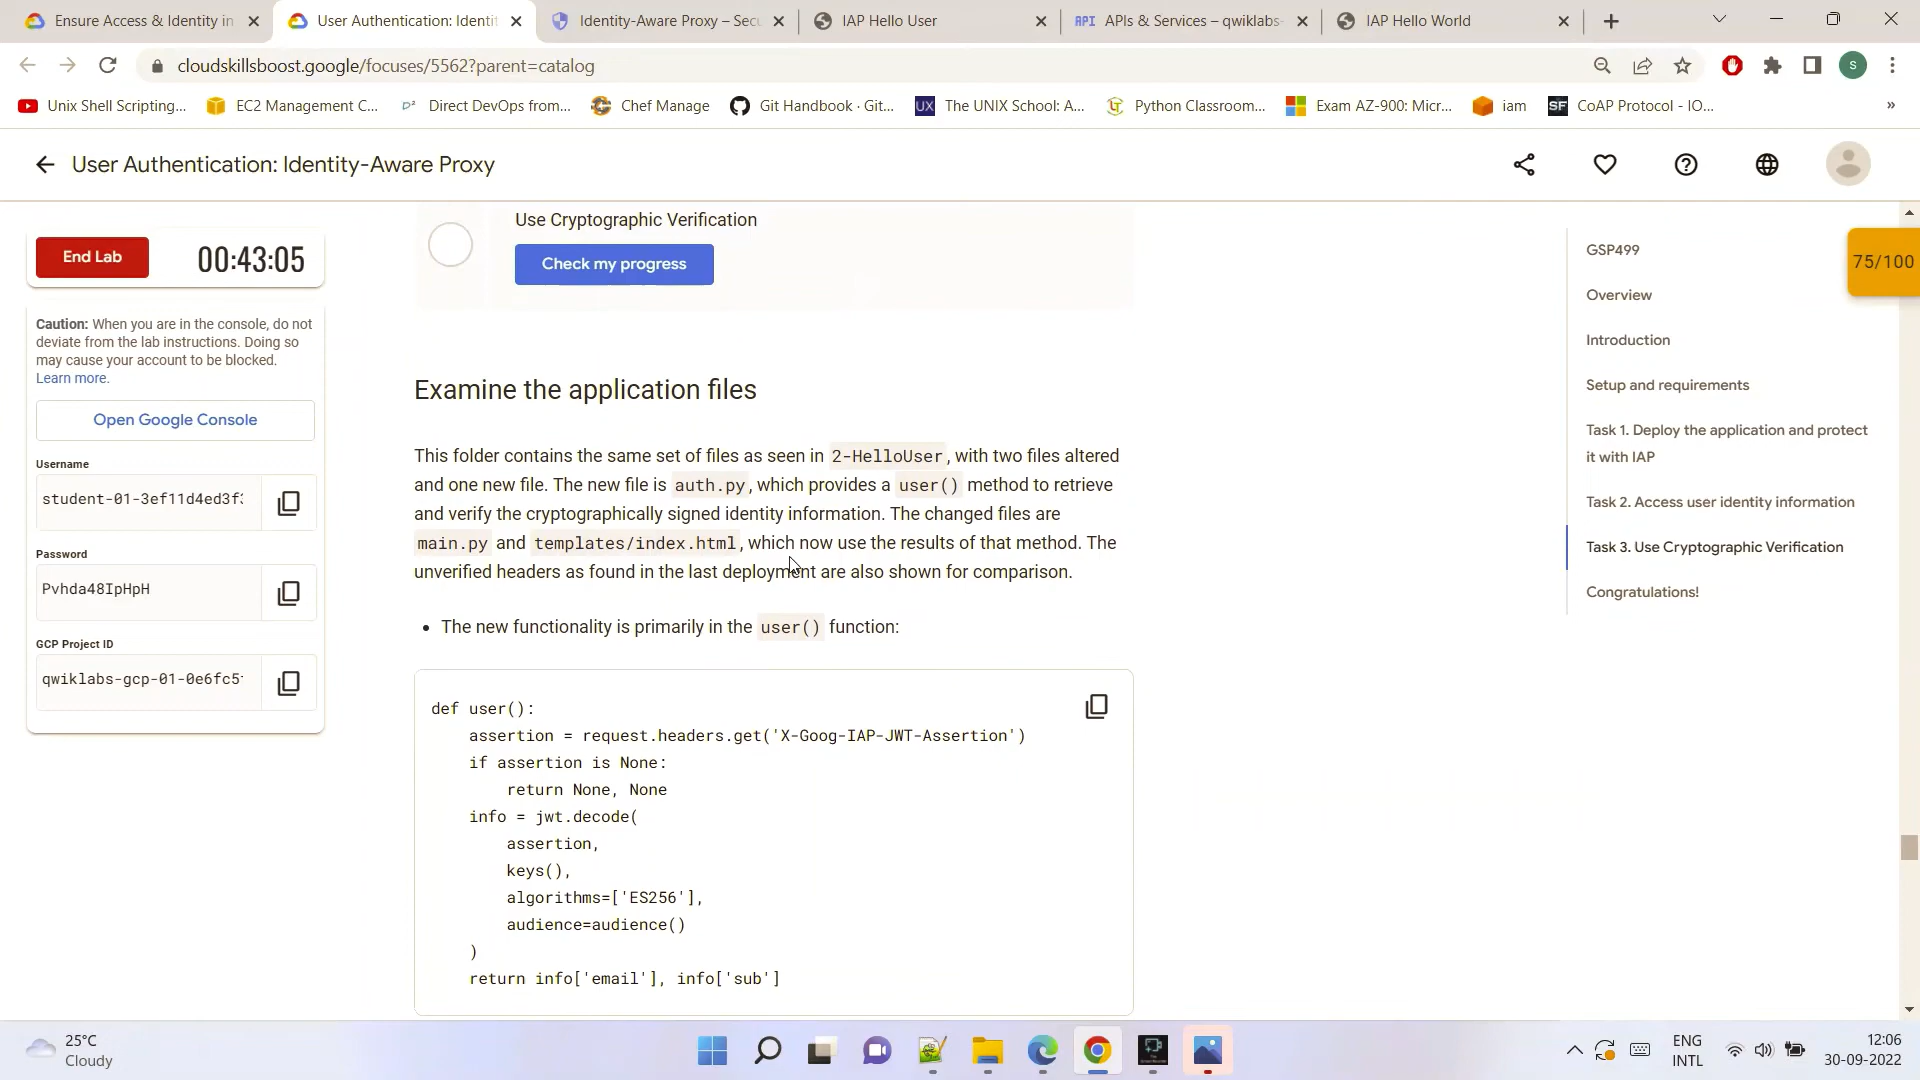 Ensure Access & Identity in
User Authentication: Identit
Identity-Aware Proxy – Secu
IAP Hello User
API APIs & Services – qwiklabs-
IAP Hello World
cloudskillsboost.google/focuses/5562?parent=catalog
S
Unix Shell Scripting...
EC2 Management C...
Direct DevOps from...
Chef Manage
Git Handbook · Git...
UX The UNIX School: A...
Python Classroom...
Exam AZ-900: Micr...
iam
SF CoAP Protocol - IO...
»
User Authentication: Identity-Aware Proxy
End Lab
00:43:05
Caution: When you are in the console, do not
deviate from the lab instructions. Doing so
may cause your account to be blocked.
Learn more.
Open Google Console
Username
student-01-3ef11d4ed3f
Password
Pvhda48IpHpH
GCP Project ID
qwiklabs-gcp-01-0e6fc5
Use Cryptographic Verification
Check my progress
Examine the application files
This folder contains the same set of files as seen in 2-HelloUser, with two files altered
and one new file. The new file is auth.py, which provides a user() method to retrieve
and verify the cryptographically signed identity information. The changed files are
main.py and templates/index.html, which now use the results of that method. The
unverified headers as found in the last deployment are also shown for comparison.
• The new functionality is primarily in the user() function:
def user():
    assertion = request.headers.get('X-Goog-IAP-JWT-Assertion')
    if assertion is None:
        return None, None
    info = jwt.decode(
        assertion,
        keys(),
        algorithms=['ES256'],
        audience=audience()
    )
    return info['email'], info['sub']
GSP499
Overview
Introduction
Setup and requirements
Task 1. Deploy the application and protect
it with IAP
Task 2. Access user identity information
Task 3. Use Cryptographic Verification
Congratulations!
75/100
25°C
Cloudy
ENG
INTL
12:06
30-09-2022